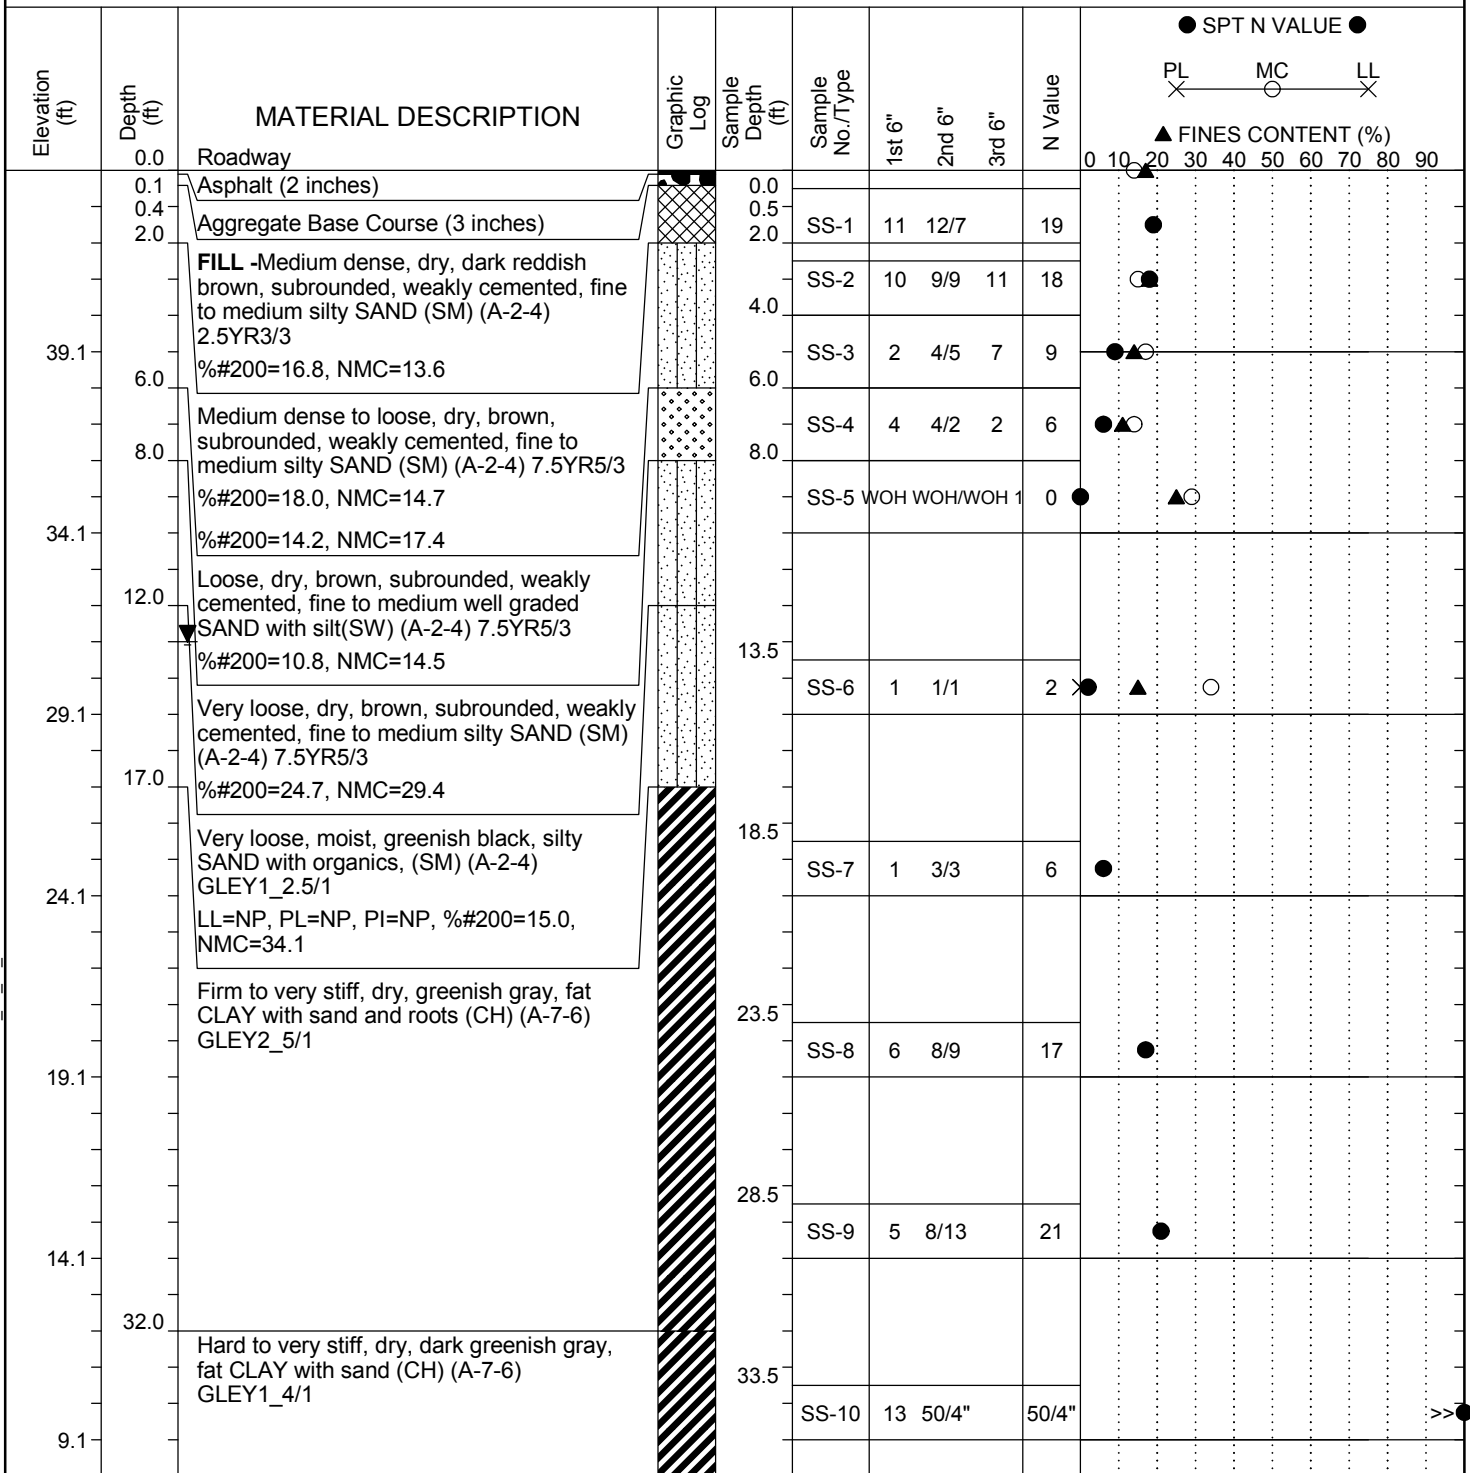 ● SPT N VALUE ●
PL MC LL
▲ FINES CONTENT (%)
0 10 20 30 40 50 60 70 80 90
Elevation (ft)
Depth (ft)
MATERIAL DESCRIPTION
Graphic Log
Sample Depth (ft)
Sample No./Type
1st 6"
2nd 6"
3rd 6"
N Value
0.0 Roadway
0.1 Asphalt (2 inches) 0.0
0.4 0.5
Aggregate Base Course (3 inches) SS-1 11 12/7 19
2.0 2.0
FILL -Medium dense, dry, dark reddish
brown, subrounded, weakly cemented, fine SS-2 10 9/9 11 18
to medium silty SAND (SM) (A-2-4) 4.0
2.5YR3/3
39.1 SS-3 2 4/5 7 9
%#200=16.8, NMC=13.6
6.0 6.0
Medium dense to loose, dry, brown, SS-4 4 4/2 2 6
subrounded, weakly cemented, fine to
8.0 8.0
medium silty SAND (SM) (A-2-4) 7.5YR5/3
%#200=18.0, NMC=14.7 SS-5 WOH WOH/WOH 1 0
34.1 %#200=14.2, NMC=17.4
Loose, dry, brown, subrounded, weakly
12.0 cemented, fine to medium well graded
SAND with silt(SW) (A-2-4) 7.5YR5/3
13.5
%#200=10.8, NMC=14.5
SS-6 1 1/1 2
29.1 Very loose, dry, brown, subrounded, weakly
cemented, fine to medium silty SAND (SM)
(A-2-4) 7.5YR5/3
17.0
%#200=24.7, NMC=29.4
18.5
Very loose, moist, greenish black, silty
SAND with organics, (SM) (A-2-4) SS-7 1 3/3 6
GLEY1_2.5/1
24.1
LL=NP, PL=NP, PI=NP, %#200=15.0,
NMC=34.1
Firm to very stiff, dry, greenish gray, fat
CLAY with sand and roots (CH) (A-7-6) 23.5
GLEY2_5/1
SS-8 6 8/9 17
19.1
28.5
SS-9 5 8/13 21
14.1
32.0
Hard to very stiff, dry, dark greenish gray,
fat CLAY with sand (CH) (A-7-6) 33.5
GLEY1_4/1
SS-10 13 50/4" 50/4" >>
9.1